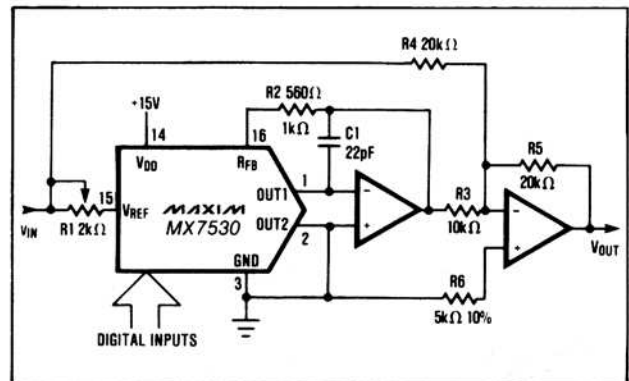 R4 20kΩ
+15V
R2 560Ω
14
16
1kΩ
C1
22pF
R5
20kΩ
VDD
RFB
1
OUT1
−
VIN
R1 2kΩ
15
VREF
MAXIM
MX7530
OUT2
2
+
R3
10kΩ
−
+
VOUT
GND
3
R6
5kΩ 10%
DIGITAL INPUTS